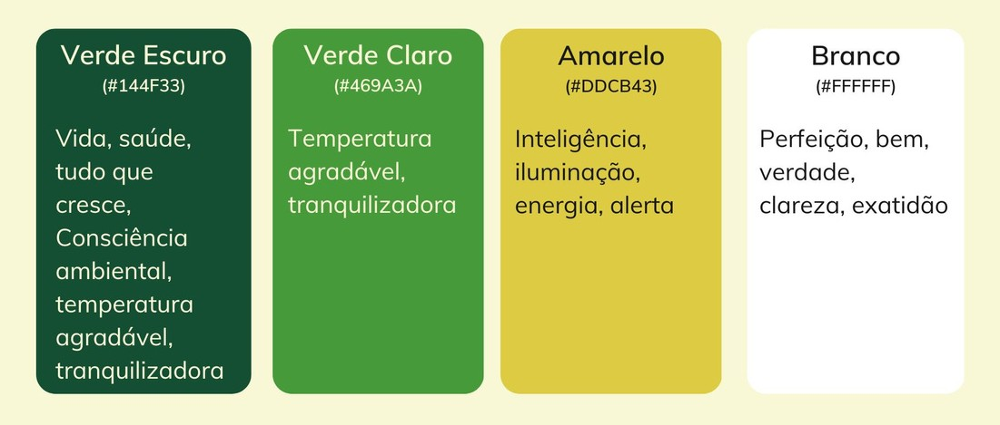 Verde Escuro
(#144F33)
Vida, saúde,
tudo que
cresce,
Consciência
ambiental,
temperatura
agradável,
tranquilizadora
Verde Claro
(#469A3A)
Temperatura
agradável,
tranquilizadora
Amarelo
(#DDCB43)
Inteligência,
iluminação,
energia, alerta
Branco
(#FFFFFF)
Perfeição, bem,
verdade,
clareza, exatidão